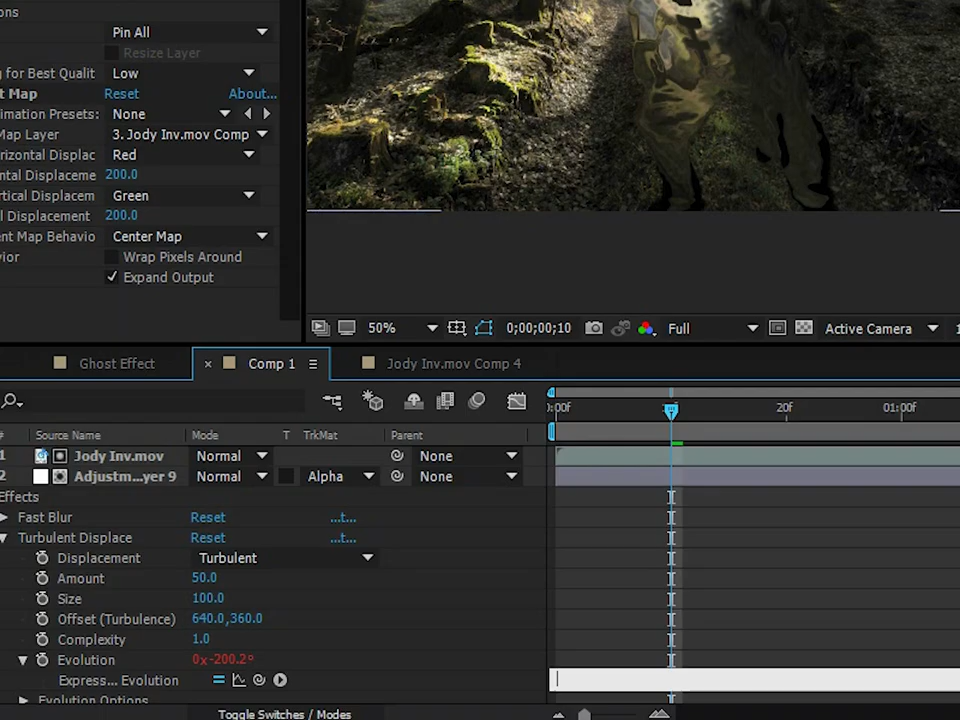 ons
Pin All
Resize Layer
g for Best Qualit Low
t Map Reset About...
imation Presets: None
Map Layer 3. Jody Inv.mov Comp
rizontal Displac Red
ntal Displaceme 200.0
rtical Displacem Green
l Displacement 200.0
ent Map Behavio Center Map
vior Wrap Pixels Around
Expand Output
50% 0;00;00;10 Full Active Camera 1
Ghost Effect Comp 1 Jody Inv.mov Comp 4
0:00f 20f 01:00f
# Source Name Mode T TrkMat Parent
1 Jody Inv.mov Normal None
2 Adjustm...yer 9 Normal Alpha None
Effects
Fast Blur Reset ...t...
Turbulent Displace Reset ...t...
Displacement Turbulent
Amount 50.0
Size 100.0
Offset (Turbulence) 640.0,360.0
Complexity 1.0
Evolution 0x-200.2°
Express... Evolution
Evolution Options
Toggle Switches / Modes